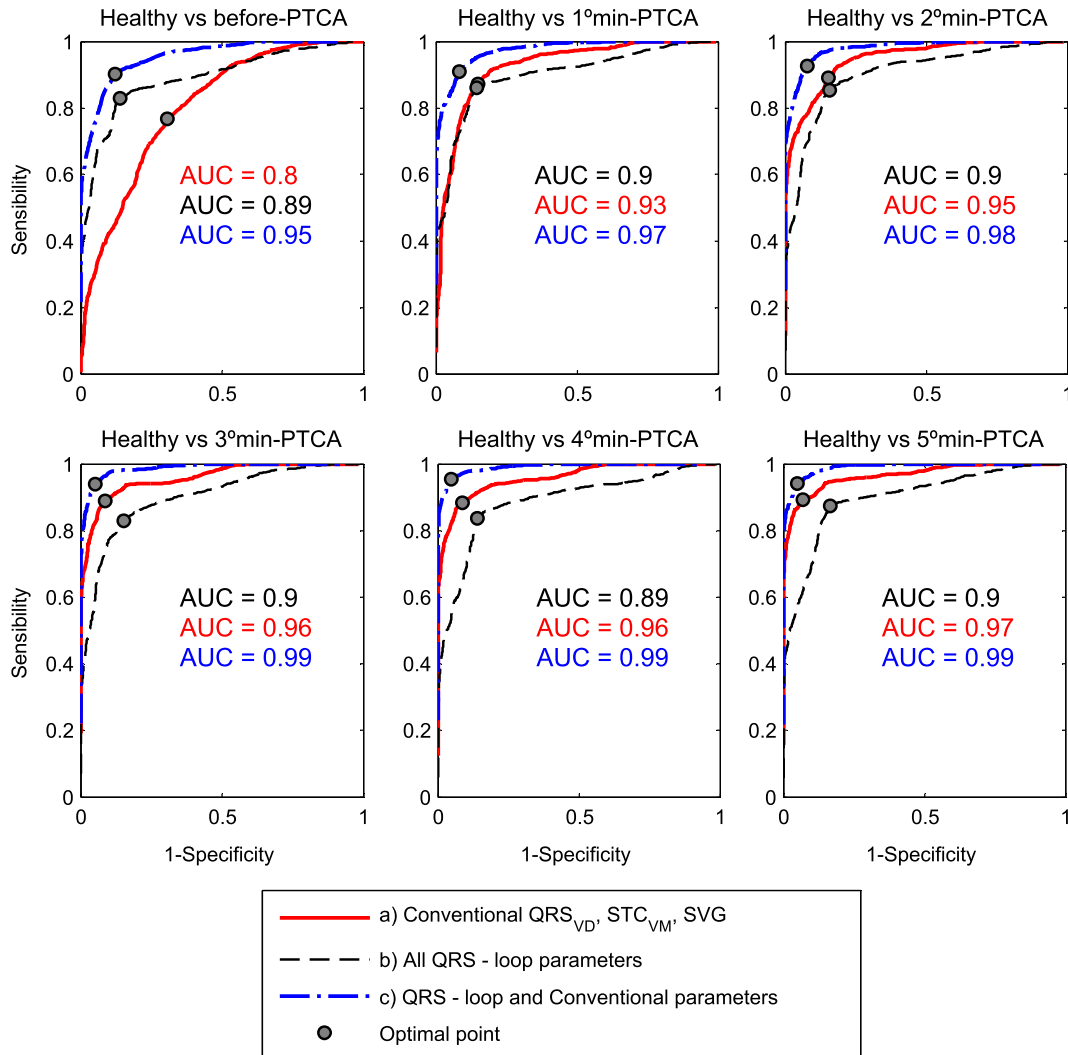 Healthy vs before-PTCA
Healthy vs 1ºmin-PTCA
Healthy vs 2ºmin-PTCA
Sensibility
1
0.8
0.6
0.4
0.2
0
0
0.5
1
AUC = 0.8
AUC = 0.89
AUC = 0.95
1
0.8
0.6
0.4
0.2
0
0
0.5
1
AUC = 0.9
AUC = 0.93
AUC = 0.97
1
0.8
0.6
0.4
0.2
0
0
0.5
1
AUC = 0.9
AUC = 0.95
AUC = 0.98
Healthy vs 3ºmin-PTCA
Healthy vs 4ºmin-PTCA
Healthy vs 5ºmin-PTCA
Sensibility
1
0.8
0.6
0.4
0.2
0
0
0.5
1
AUC = 0.9
AUC = 0.96
AUC = 0.99
1
0.8
0.6
0.4
0.2
0
0
0.5
1
AUC = 0.89
AUC = 0.96
AUC = 0.99
1
0.8
0.6
0.4
0.2
0
0
0.5
1
AUC = 0.9
AUC = 0.97
AUC = 0.99
1-Specificity
1-Specificity
1-Specificity
a) Conventional QRS_VD, STC_VM, SVG
b) All QRS - loop parameters
c) QRS - loop and Conventional parameters
Optimal point